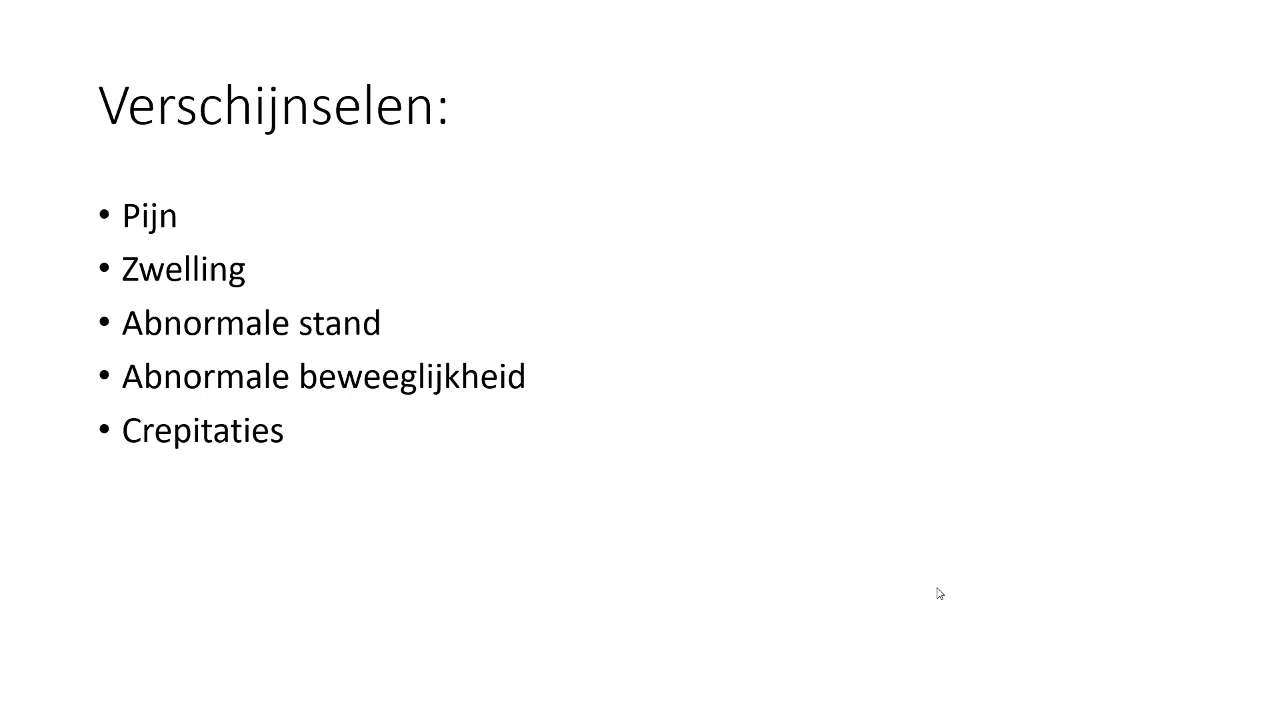 Verschijnselen:
• Pijn
• Zwelling
• Abnormale stand
• Abnormale beweeglijkheid
• Crepitaties